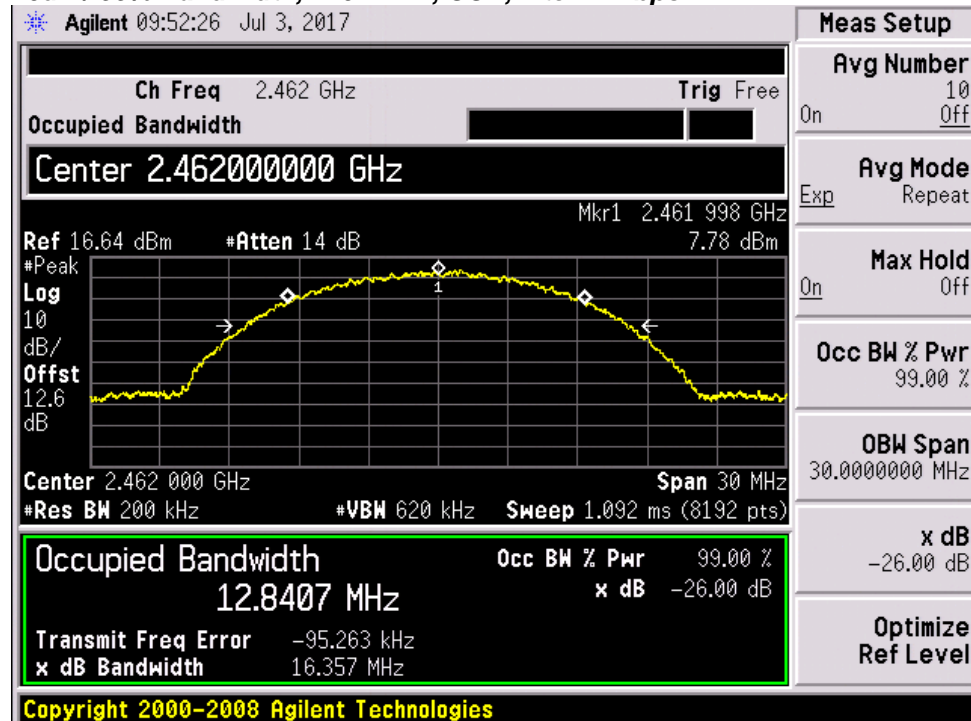 Agilent 09:52:26 Jul 3, 2017
Ch Freq 2.462 GHz Trig Free
Occupied Bandwidth
Center 2.462000000 GHz
Mkr1 2.461 998 GHz
Ref 16.64 dBm #Atten 14 dB 7.78 dBm
#Peak
Log
10
dB/
Offst
12.6
dB
1
Center 2.462 000 GHz Span 30 MHz
#Res BW 200 kHz #VBW 620 kHz Sweep 1.092 ms (8192 pts)
Occupied Bandwidth Occ BW % Pwr 99.00 %
12.8407 MHz x dB -26.00 dB
Transmit Freq Error -95.263 kHz
x dB Bandwidth 16.357 MHz
Copyright 2000-2008 Agilent Technologies
Meas Setup
Avg Number
10
On Off
Avg Mode
Exp Repeat
Max Hold
On Off
Occ BW % Pwr
99.00 %
OBW Span
30.0000000 MHz
x dB
-26.00 dB
Optimize
Ref Level